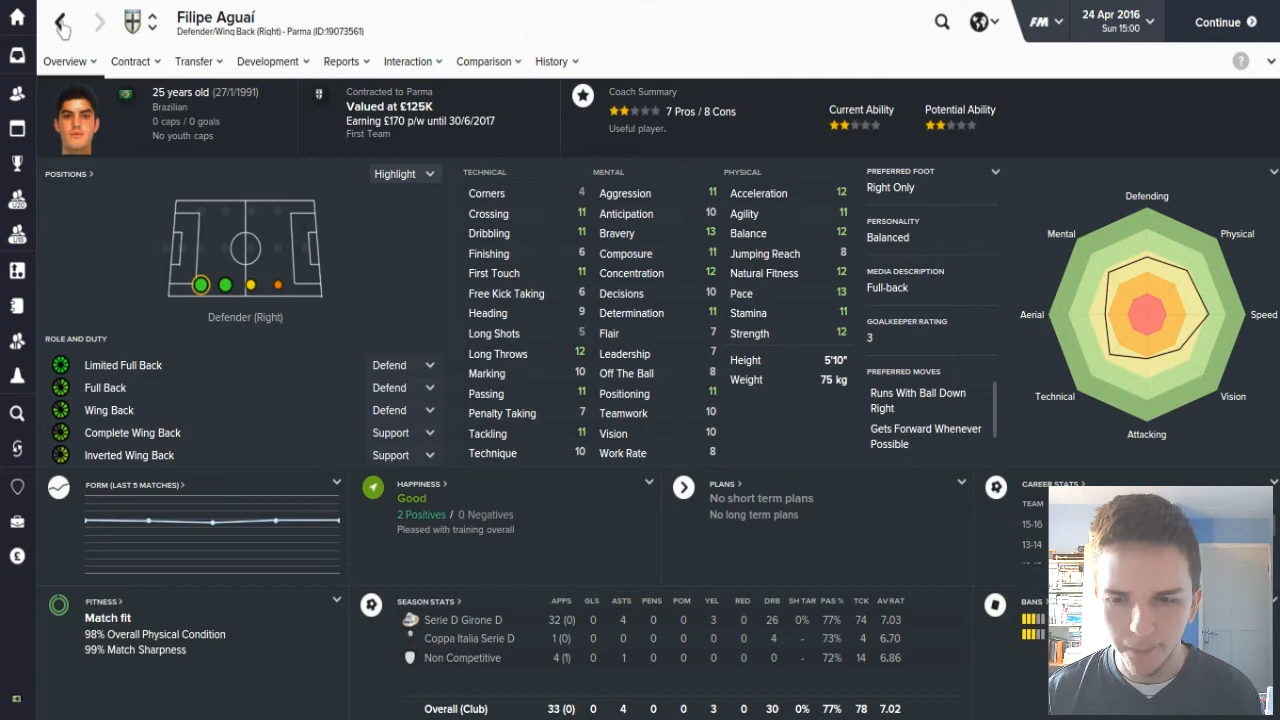 Filipe Aguaí
Defender/Wing Back (Right) - Parma (ID:19073561)
FM
24 Apr 2016
Sun 15:00
Continue
Overview
Contract
Transfer
Development
Reports
Interaction
Comparison
History
?
25 years old (27/1/1991)
Brazilian
0 caps / 0 goals
No youth caps
Contracted to Parma
Valued at £125K
Earning £170 p/w until 30/6/2017
First Team
Coach Summary
7 Pros / 8 Cons
Useful player.
Current Ability
Potential Ability
POSITIONS
Highlight
Defender (Right)
ROLE AND DUTY
Limited Full Back Defend
Full Back Defend
Wing Back Defend
Complete Wing Back Support
Inverted Wing Back Support
TECHNICAL
Corners 4
Crossing 11
Dribbling 11
Finishing 6
First Touch 11
Free Kick Taking 6
Heading 9
Long Shots 5
Long Throws 12
Marking 10
Passing 11
Penalty Taking 7
Tackling 11
Technique 10
MENTAL
Aggression 11
Anticipation 10
Bravery 13
Composure 11
Concentration 12
Decisions 10
Determination 11
Flair 7
Leadership 7
Off The Ball 8
Positioning 11
Teamwork 10
Vision 10
Work Rate 8
PHYSICAL
Acceleration 12
Agility 11
Balance 12
Jumping Reach 8
Natural Fitness 12
Pace 13
Stamina 11
Strength 12
Height 5'10"
Weight 75 kg
PREFERRED FOOT
Right Only
PERSONALITY
Balanced
MEDIA DESCRIPTION
Full-back
GOALKEEPER RATING
3
PREFERRED MOVES
Runs With Ball Down
Right
Gets Forward Whenever
Possible
Defending
Mental
Physical
Aerial
Speed
Technical
Vision
Attacking
FORM (LAST 5 MATCHES)
HAPPINESS
Good
2 Positives / 0 Negatives
Pleased with training overall
PLANS
No short term plans
No long term plans
CAREER STATS
TEAM
15-16
13-14
FITNESS
Match fit
98% Overall Physical Condition
99% Match Sharpness
SEASON STATS APPS GLS ASTS PENS POM YEL RED DRB SH TAR PAS % TCK AV RAT
Serie D Girone D 32 (0) 0 4 0 0 3 0 26 0% 77% 74 7.03
Coppa Italia Serie D 1 (0) 0 0 0 0 0 0 4 - 73% 4 6.70
Non Competitive 4 (1) 0 1 0 0 0 0 0 - 72% 14 6.86
Overall (Club) 33 (0) 0 4 0 0 3 0 30 0% 77% 78 7.02
BANS